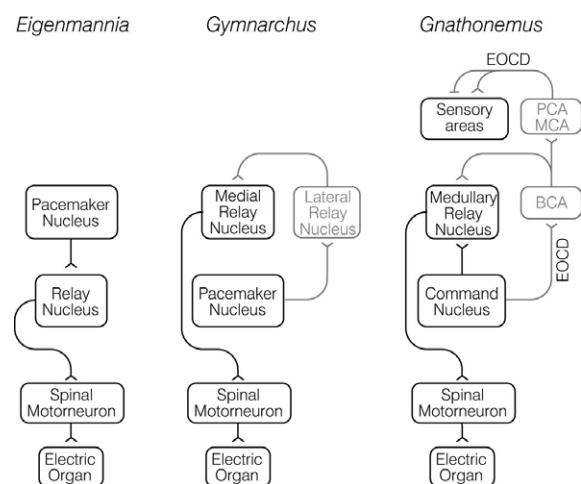 Eigenmannia
Pacemaker
Nucleus
Relay
Nucleus
Spinal
Motorneuron
Electric
Organ
Gymnarchus
Medial
Relay
Nucleus
Lateral
Relay
Nucleus
Pacemaker
Nucleus
Spinal
Motorneuron
Electric
Organ
Gnathonemus
EOCD
Sensory
areas
PCA
MCA
Medullary
Relay
Nucleus
BCA
EOCD
Command
Nucleus
Spinal
Motorneuron
Electric
Organ